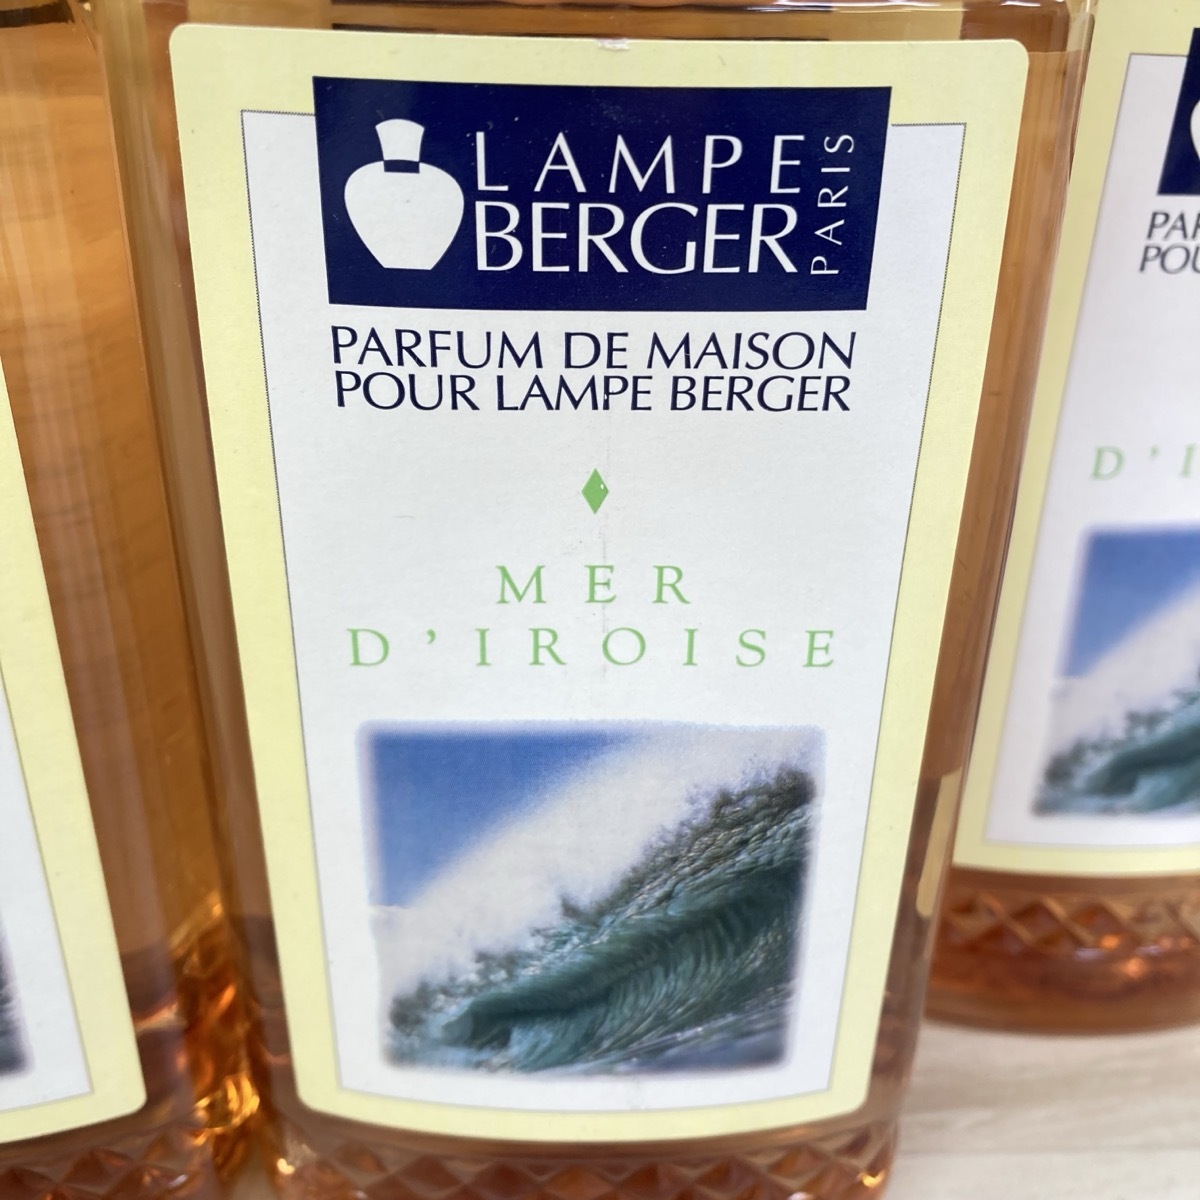 LAMPE
BERGER
PARIS
PARFUM DE MAISON
POUR LAMPE BERGER
MER
D'IROISE
D'I